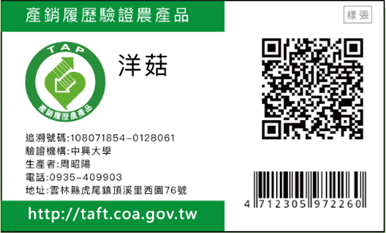 產銷履歷驗證農產品
樣張
TAP
產銷履歷農產品
洋菇
追溯號碼:108071854-0128061
驗證機構:中興大學
生產者:周昭陽
電話:0935-409903
地址:雲林縣虎尾鎮頂溪里西園76號
4 712305 972260
http://taft.coa.gov.tw